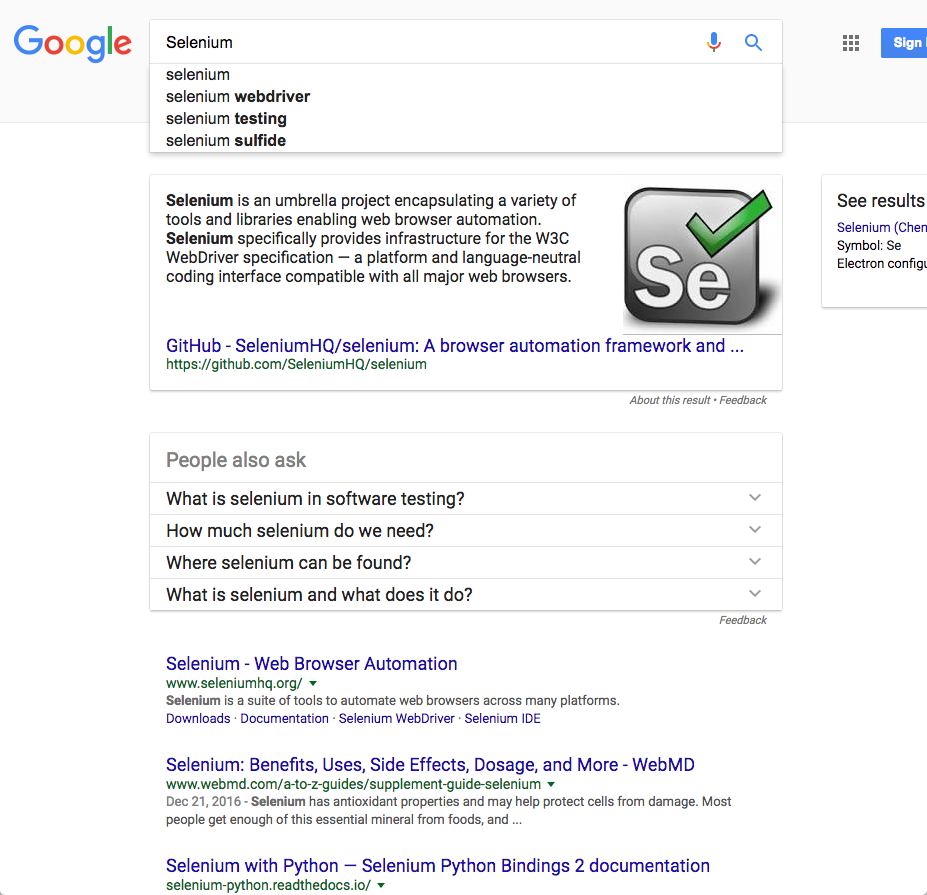 Google
Selenium
Sign
selenium
selenium webdriver
selenium testing
selenium sulfide
Selenium is an umbrella project encapsulating a variety of
tools and libraries enabling web browser automation.
Selenium specifically provides infrastructure for the W3C
WebDriver specification — a platform and language-neutral
coding interface compatible with all major web browsers.
Se
GitHub - SeleniumHQ/selenium: A browser automation framework and ...
https://github.com/SeleniumHQ/selenium
About this result • Feedback
See results
Selenium (Chem
Symbol: Se
Electron configu
People also ask
What is selenium in software testing?
How much selenium do we need?
Where selenium can be found?
What is selenium and what does it do?
Feedback
Selenium - Web Browser Automation
www.seleniumhq.org/
Selenium is a suite of tools to automate web browsers across many platforms.
Downloads · Documentation · Selenium WebDriver · Selenium IDE
Selenium: Benefits, Uses, Side Effects, Dosage, and More - WebMD
www.webmd.com/a-to-z-guides/supplement-guide-selenium
Dec 21, 2016 - Selenium has antioxidant properties and may help protect cells from damage. Most
people get enough of this essential mineral from foods, and ...
Selenium with Python — Selenium Python Bindings 2 documentation
selenium-python.readthedocs.io/